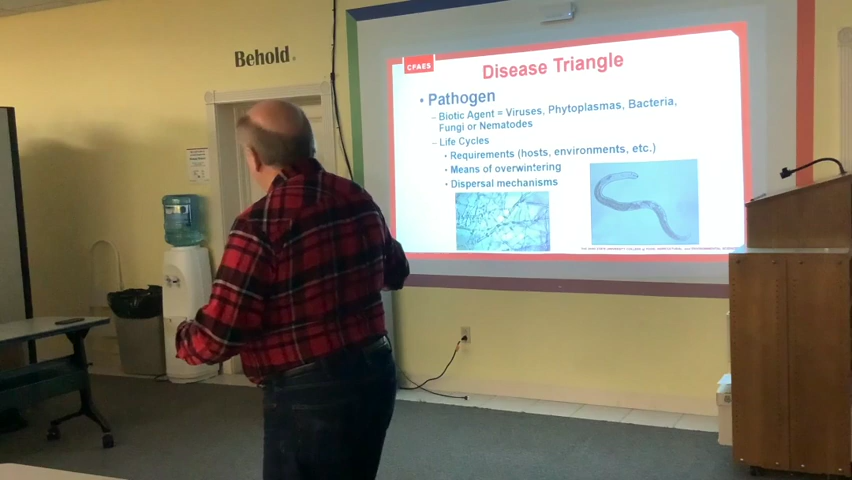 Behold.
CPAES
Disease Triangle
• Pathogen
– Biotic Agent = Viruses, Phytoplasmas, Bacteria,
Fungi or Nematodes
– Life Cycles
• Requirements (hosts, environments, etc.)
• Means of overwintering
• Dispersal mechanisms